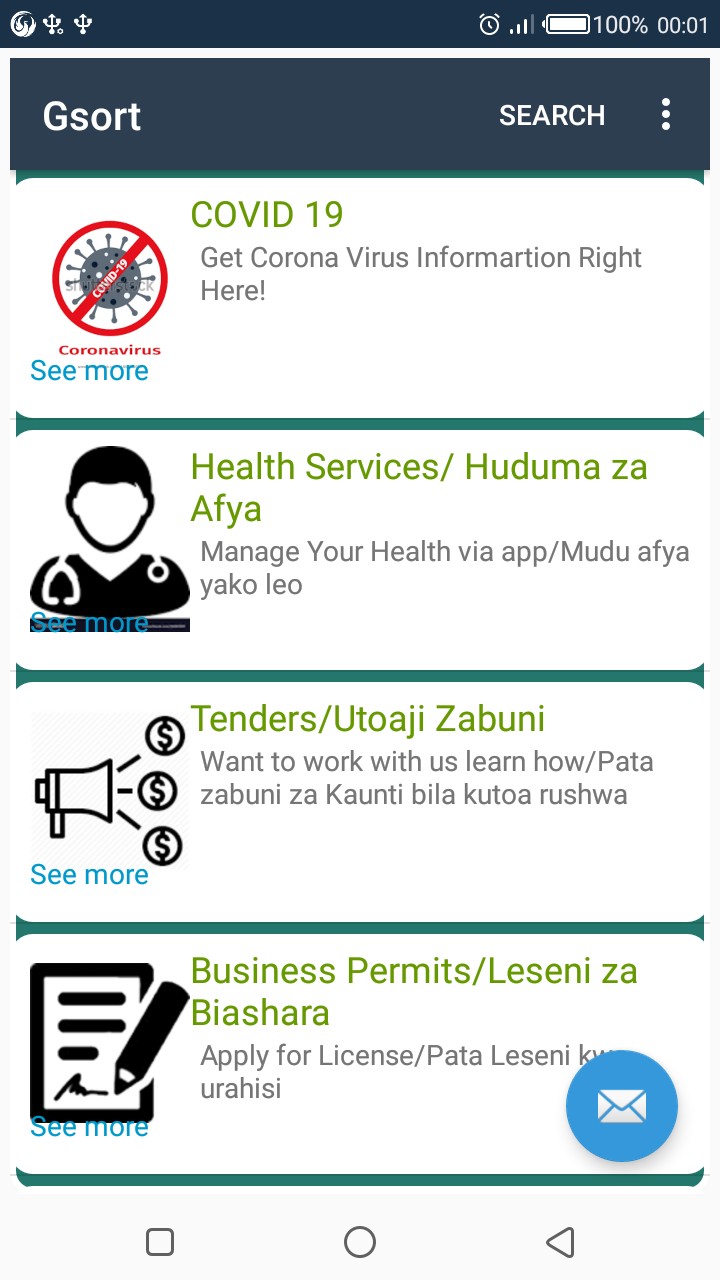 100% 00:01
Gsort
SEARCH
COVID 19
Get Corona Virus Informartion Right
Here!
COVID-19
shutterstock
Coronavirus
See more
Health Services/ Huduma za
Afya
Manage Your Health via app/Mudu afya
yako leo
See more
Tenders/Utoaji Zabuni
Want to work with us learn how/Pata
zabuni za Kaunti bila kutoa rushwa
See more
Business Permits/Leseni za
Biashara
Apply for License/Pata Leseni
urahisi
See more